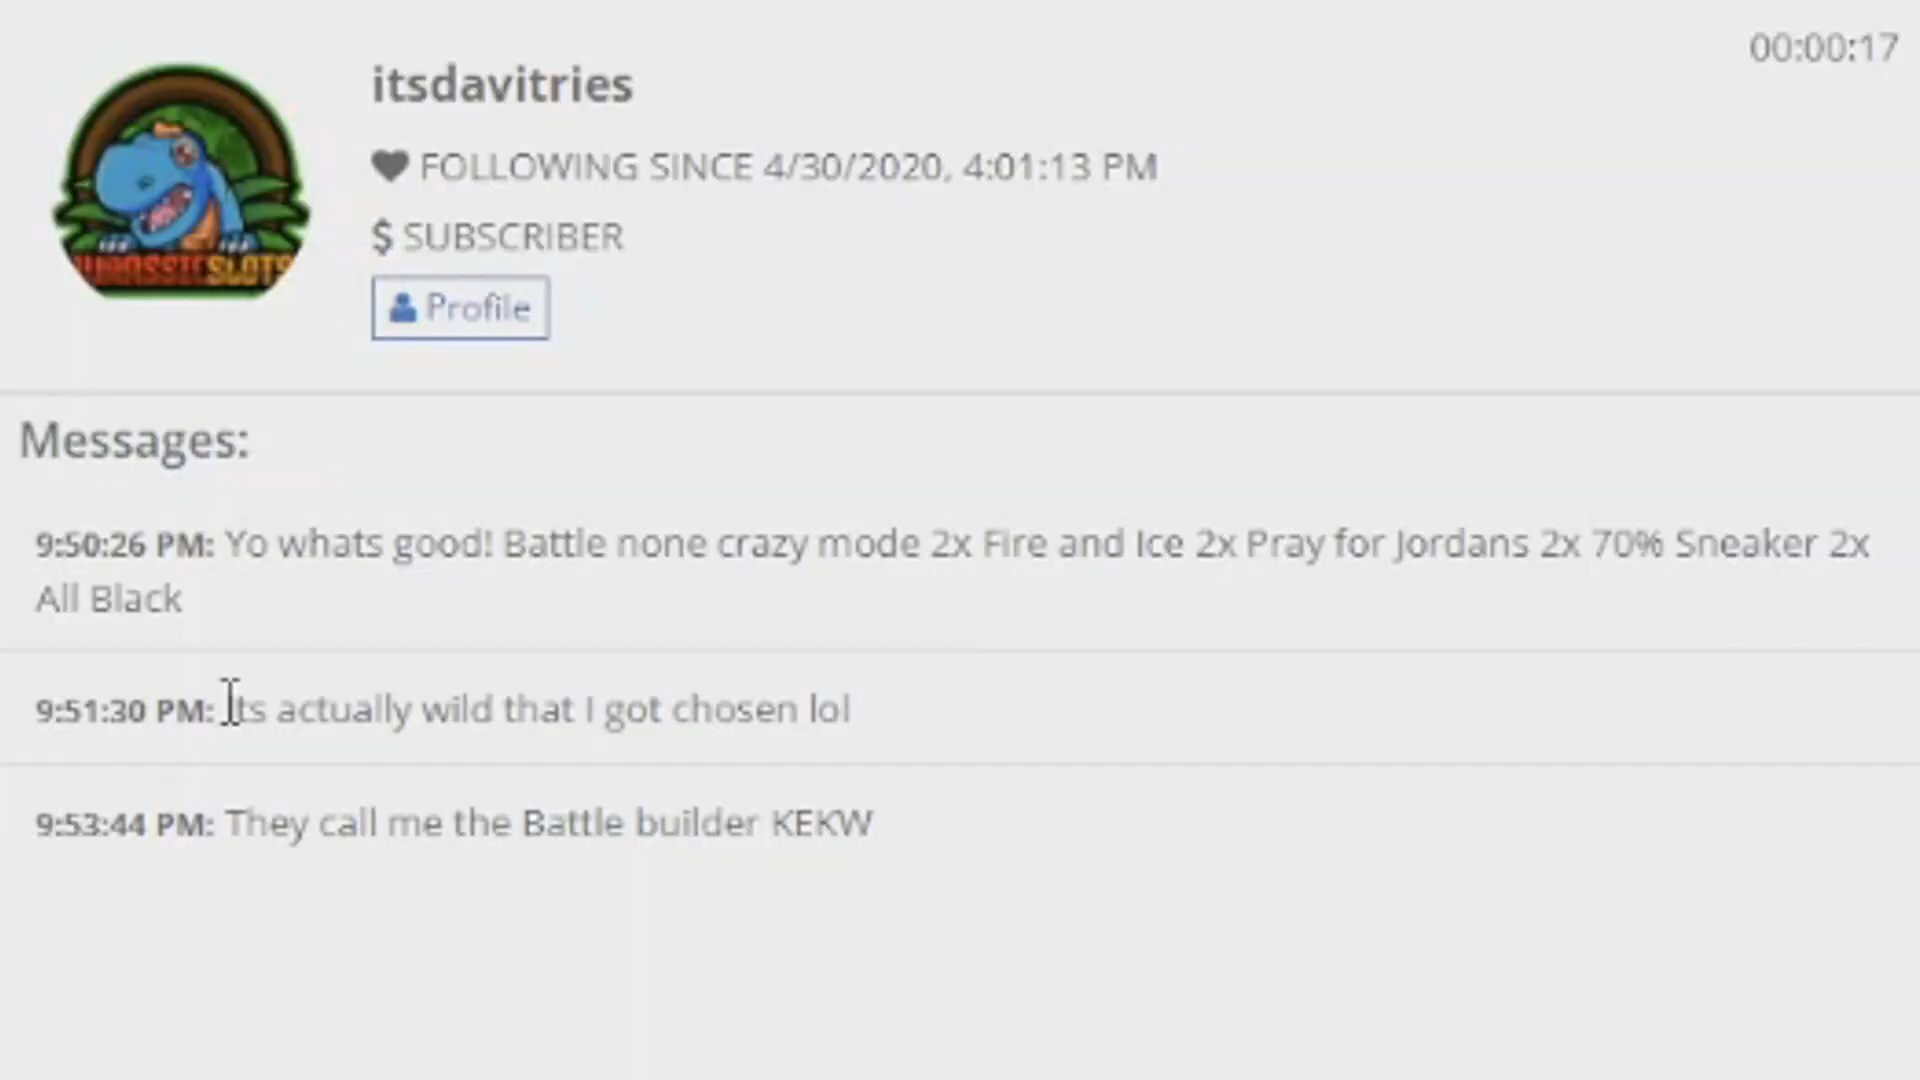 00:00:17
itsdavitries
FOLLOWING SINCE 4/30/2020, 4:01:13 PM
$ SUBSCRIBER
Profile
JURASSICSLOTS
Messages:
9:50:26 PM: Yo whats good! Battle none crazy mode 2x Fire and Ice 2x Pray for Jordans 2x 70% Sneaker 2x
All Black
9:51:30 PM: Its actually wild that I got chosen lol
9:53:44 PM: They call me the Battle builder KEKW